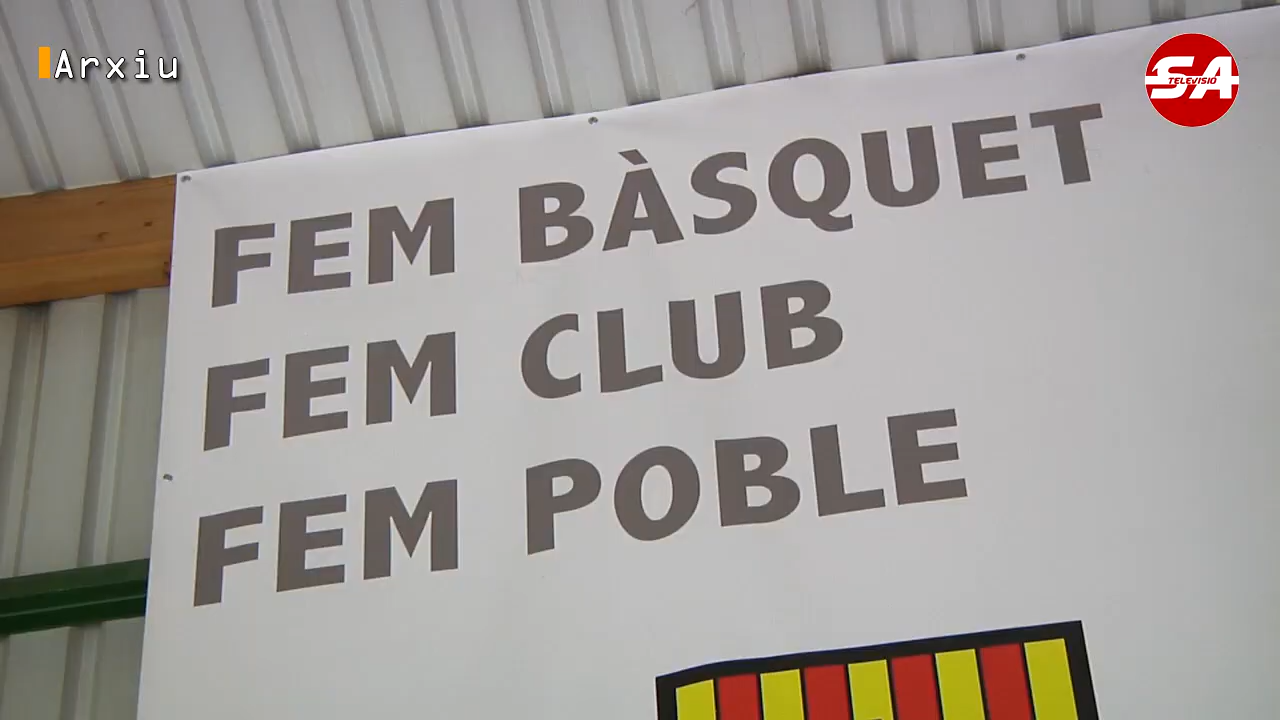 Arxiu
SA
TELEVISIÓ
FEM BÀSQUET
FEM CLUB
FEM POBLE